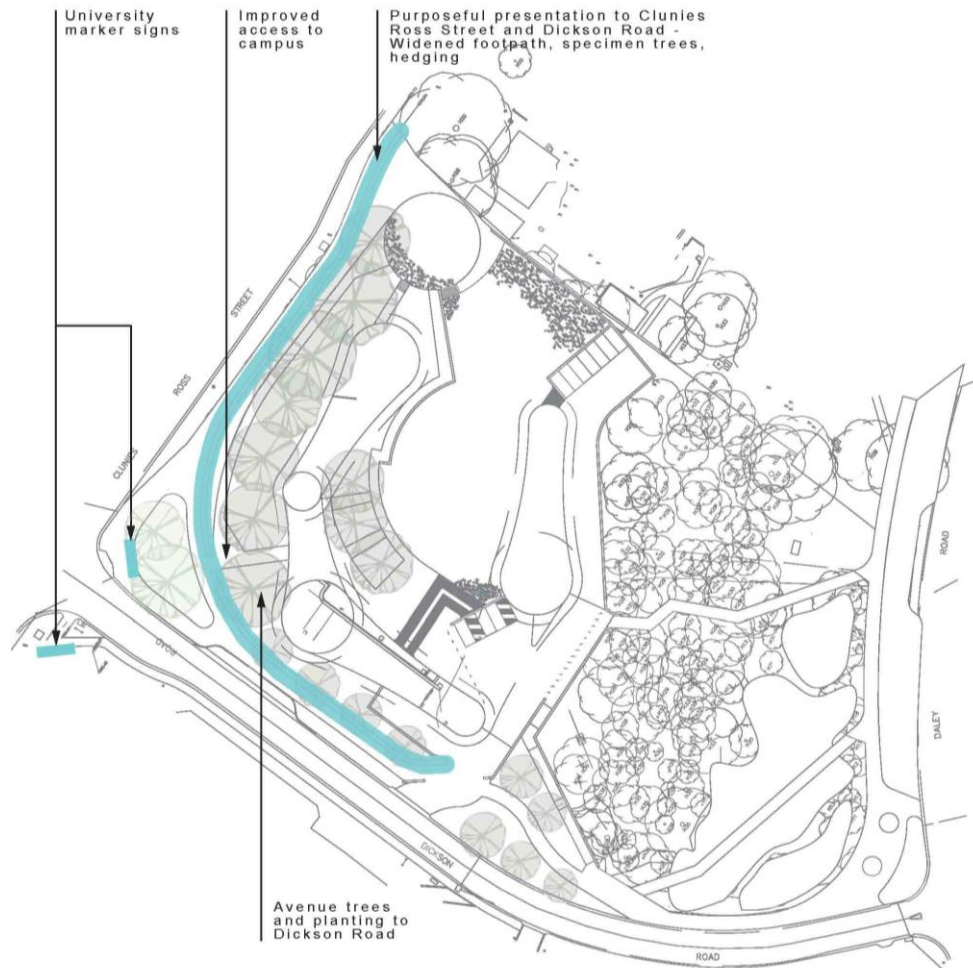 University
marker signs
Improved
access to
campus
Purposeful presentation to Clunies
Ross Street and Dickson Road -
Widened footpath, specimen trees,
hedging
STREET
ROSS
CLUNIES
ROAD
ROAD
DALEY
DICKSON
ROAD
Avenue trees
and planting to
Dickson Road